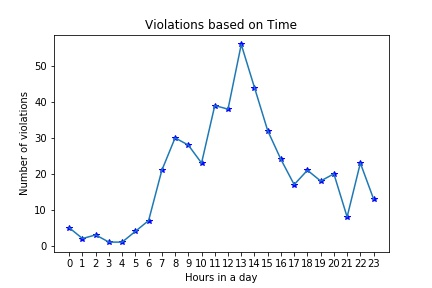 Violations based on Time
Number of violations
50
40
30
20
10
0
0 1 2 3 4 5 6 7 8 9 10 11 12 13 14 15 16 17 18 19 20 21 22 23
Hours in a day